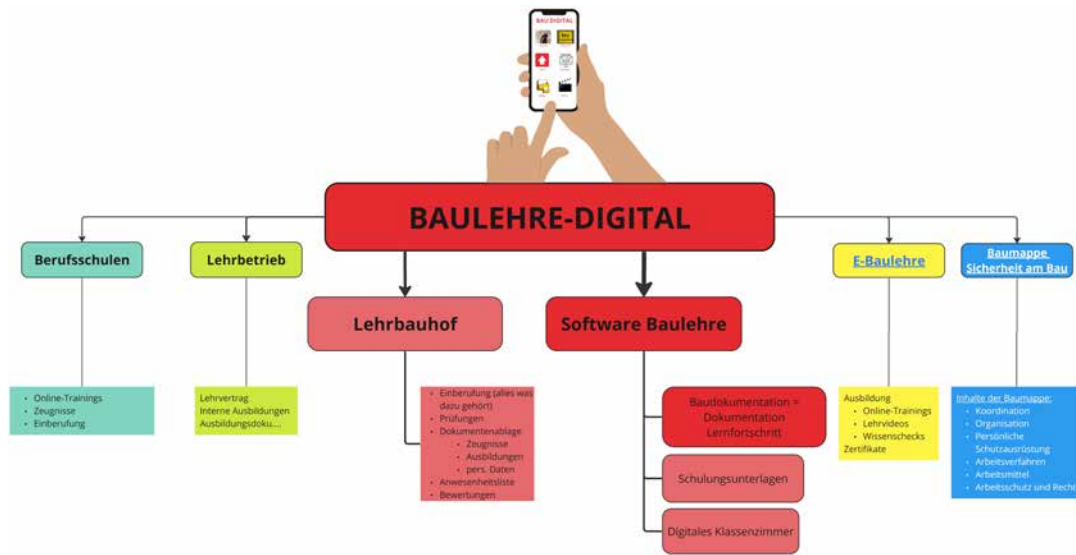 BAU DIGITAL
BAULEHRE-DIGITAL
Berufsschulen
Lehrbetrieb
E-Baulehre
Baumappe
Sicherheit am Bau
Lehrbauhof
Software Baulehre
Online-Trainings
Zeugnisse
Einberufung
Lehrvertrag
Interne Ausbildungen
Ausbildungsdoku....
Einberufung (alles was
dazu gehört)
Prüfungen
Dokumentenablage
Zeugnisse
Ausbildungen
pers. Daten
Anwesenheitsliste
Bewertungen
Baudokumentation =
Dokumentation
Lernfortschritt
Schulungsunterlagen
Digitales Klassenzimmer
Ausbildung
Online-Trainings
Lehrvideos
Wissenschecks
Zertifikate
Inhalte der Baumappe:
Koordination
Organisation
Persönliche
Schutzausrüstung
Arbeitsverfahren
Arbeitsmittel
Arbeitsschutz und Recht